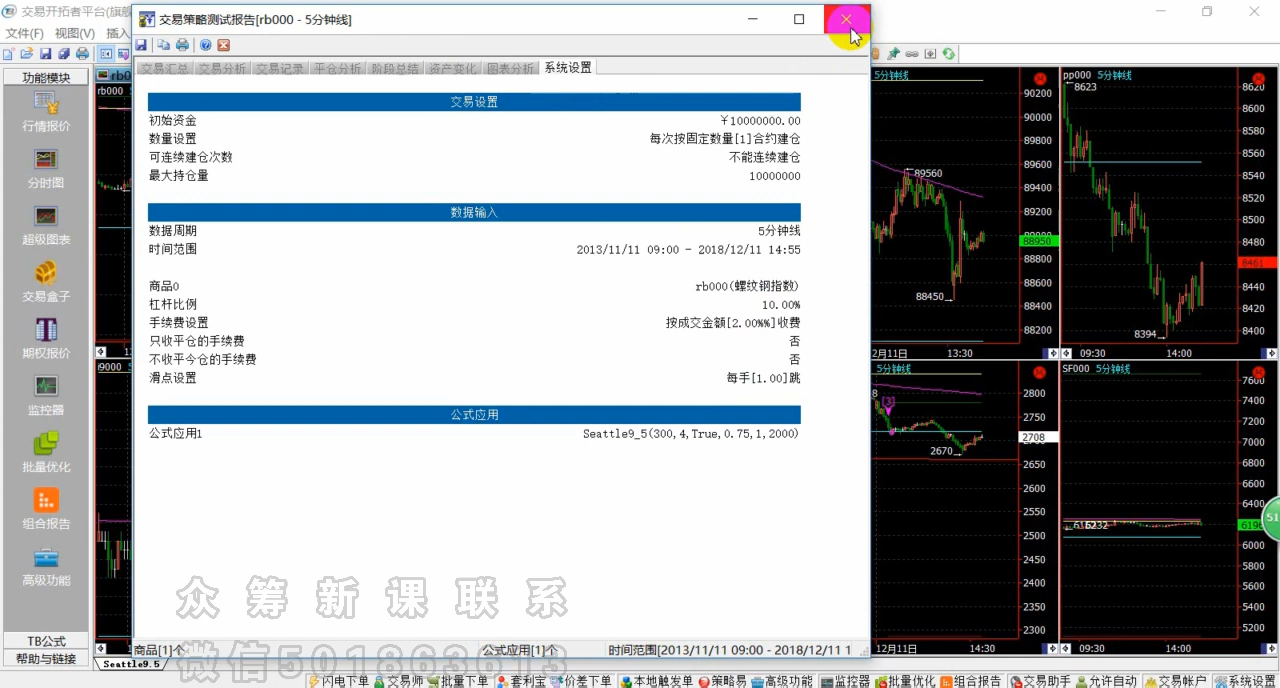 交易开拓者平台(旗舰
交易策略测试报告[rb000 - 5分钟线]
文件(F) 视图(V) 插入
功能模块
行情报价
分时图
超级图表
交易盒子
期权报价
监控器
批量优化
组合报告
高级功能
TB公式
帮助与链接
rb0
rb000
i9000
交易汇总 交易分析 交易记录 平仓分析 阶段总结 资产变化 图表分析 系统设置
交易设置
初始资金 ￥10000000.00
数量设置 每次按固定数量[1]合约建仓
可连续建仓次数 不能连续建仓
最大持仓量 10000000
数据输入
数据周期 5分钟线
时间范围 2013/11/11 09:00 - 2018/12/11 14:55
商品0 rb000(螺纹钢指数)
杠杆比例 10.00%
手续费设置 按成交金额[2.00%%]收费
只收平仓的手续费 否
不收平今仓的手续费 否
滑点设置 每手[1.00]跳
公式应用
公式应用1 Seattle9_5(300,4,True,0.75,1,2000)
众筹新课联系
微信501863613
商品[1]个 公式应用[1]个 时间范围[2013/11/11 09:00 - 2018/12/11 1
Seattle9.5
5分钟线
90200
90000
89800
89600
89400
89200
88950
88800
88600
88400
88200
89560
88450
2月11日 13:30
pp000 5分钟线
8623
8620
8600
8580
8560
8540
8520
8500
8480
8461
8440
8420
8400
8394
09:30 14:00
5分钟线
[3]
2800
2750
2708
2650
2600
2550
2500
2450
2400
2350
2300
2670
12月11日 14:30
SF000 5分钟线
7600
7400
7200
7000
6800
6600
6400
6196
6000
5800
5600
5400
5200
6232
09:30 14:00
51
闪电下单 交易师 批量下单 套利宝 价差下单 本地触发单 策略易 高级功能 监控器 批量优化 组合报告 交易助手 允许自动 交易帐户 系统设置